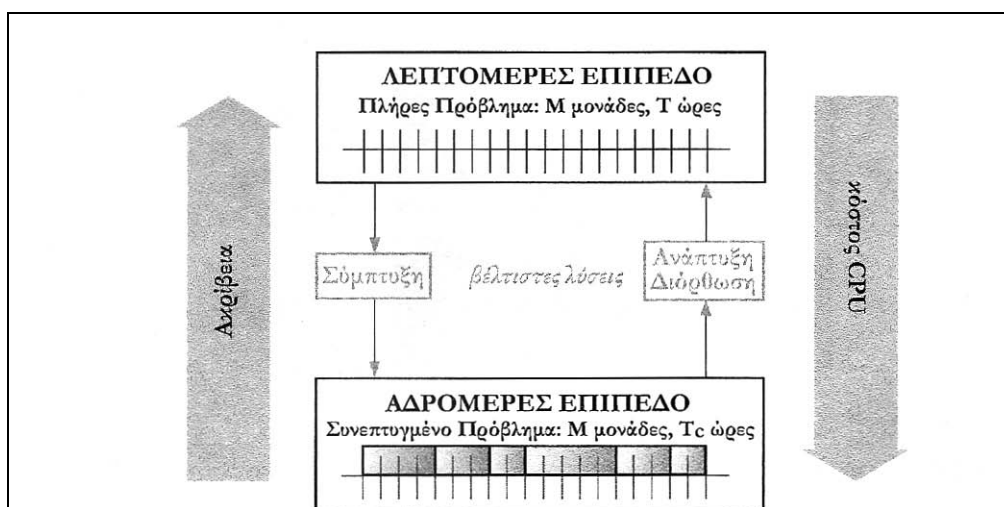 ΛΕΠΤΟΜΕΡΕΣ ΕΠΙΠΕΔΟ
Πλήρες Πρόβλημα: Μ μονάδες, Τ ώρες
Ακρίβεια
Σύμπτυξη
βέλτιστες λύσεις
Ανάπτυξη
Διόρθωση
κόστος CPU
ΑΔΡΟΜΕΡΕΣ ΕΠΙΠΕΔΟ
Συνεπτυγμένο Πρόβλημα: Μ μονάδες, Tc ώρες